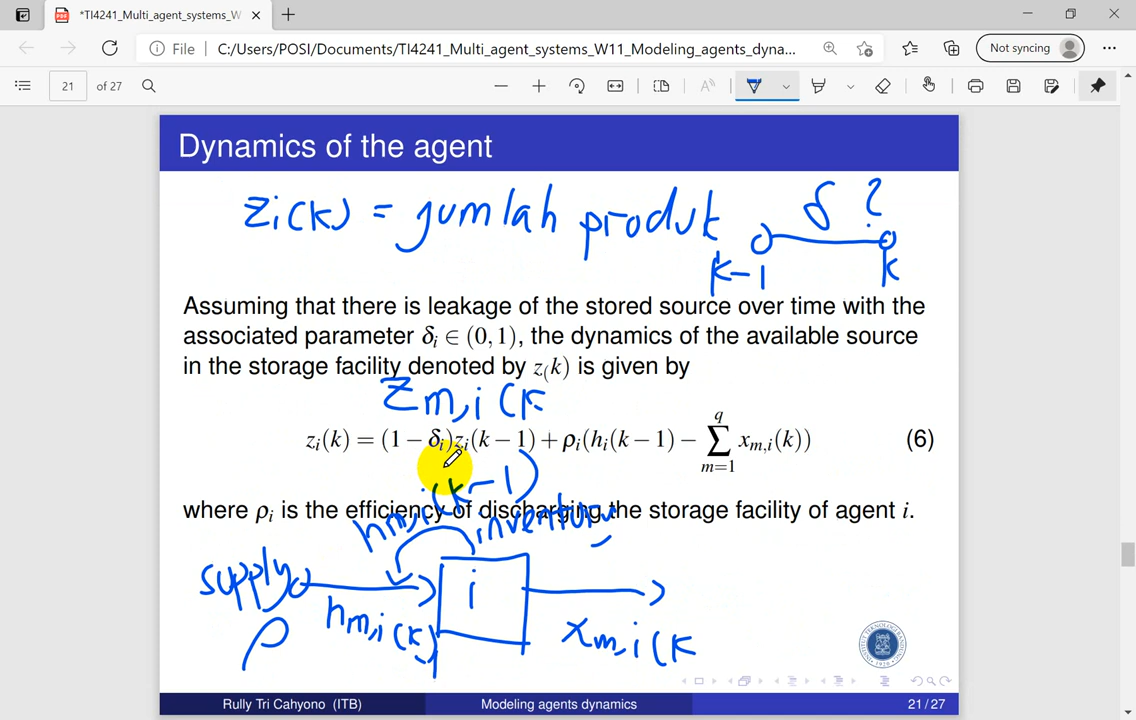 *TI4241_Multi_agent_systems_W
File
C:/Users/POSI/Documents/TI4241_Multi_agent_systems_W11_Modeling_agents_dyna...
Not syncing
21 of 27
Dynamics of the agent
zi(k) = jumlah produk
δ ?
k-1 k
Assuming that there is leakage of the stored source over time with the
associated parameter δi ∈ (0,1), the dynamics of the available source
in the storage facility denoted by z(k) is given by
zm,i(k
zi(k) = (1 − δi)zi(k − 1) + ρi(hi(k − 1) − ∑ q m=1 xm,i(k)) (6)
hm,i(k-1)
where ρi is the efficiency of discharging the storage facility of agent i.
inventory
supply
i
hm,i(k)
xm,i(k
ρ
Rully Tri Cahyono (ITB) Modeling agents dynamics 21 / 27